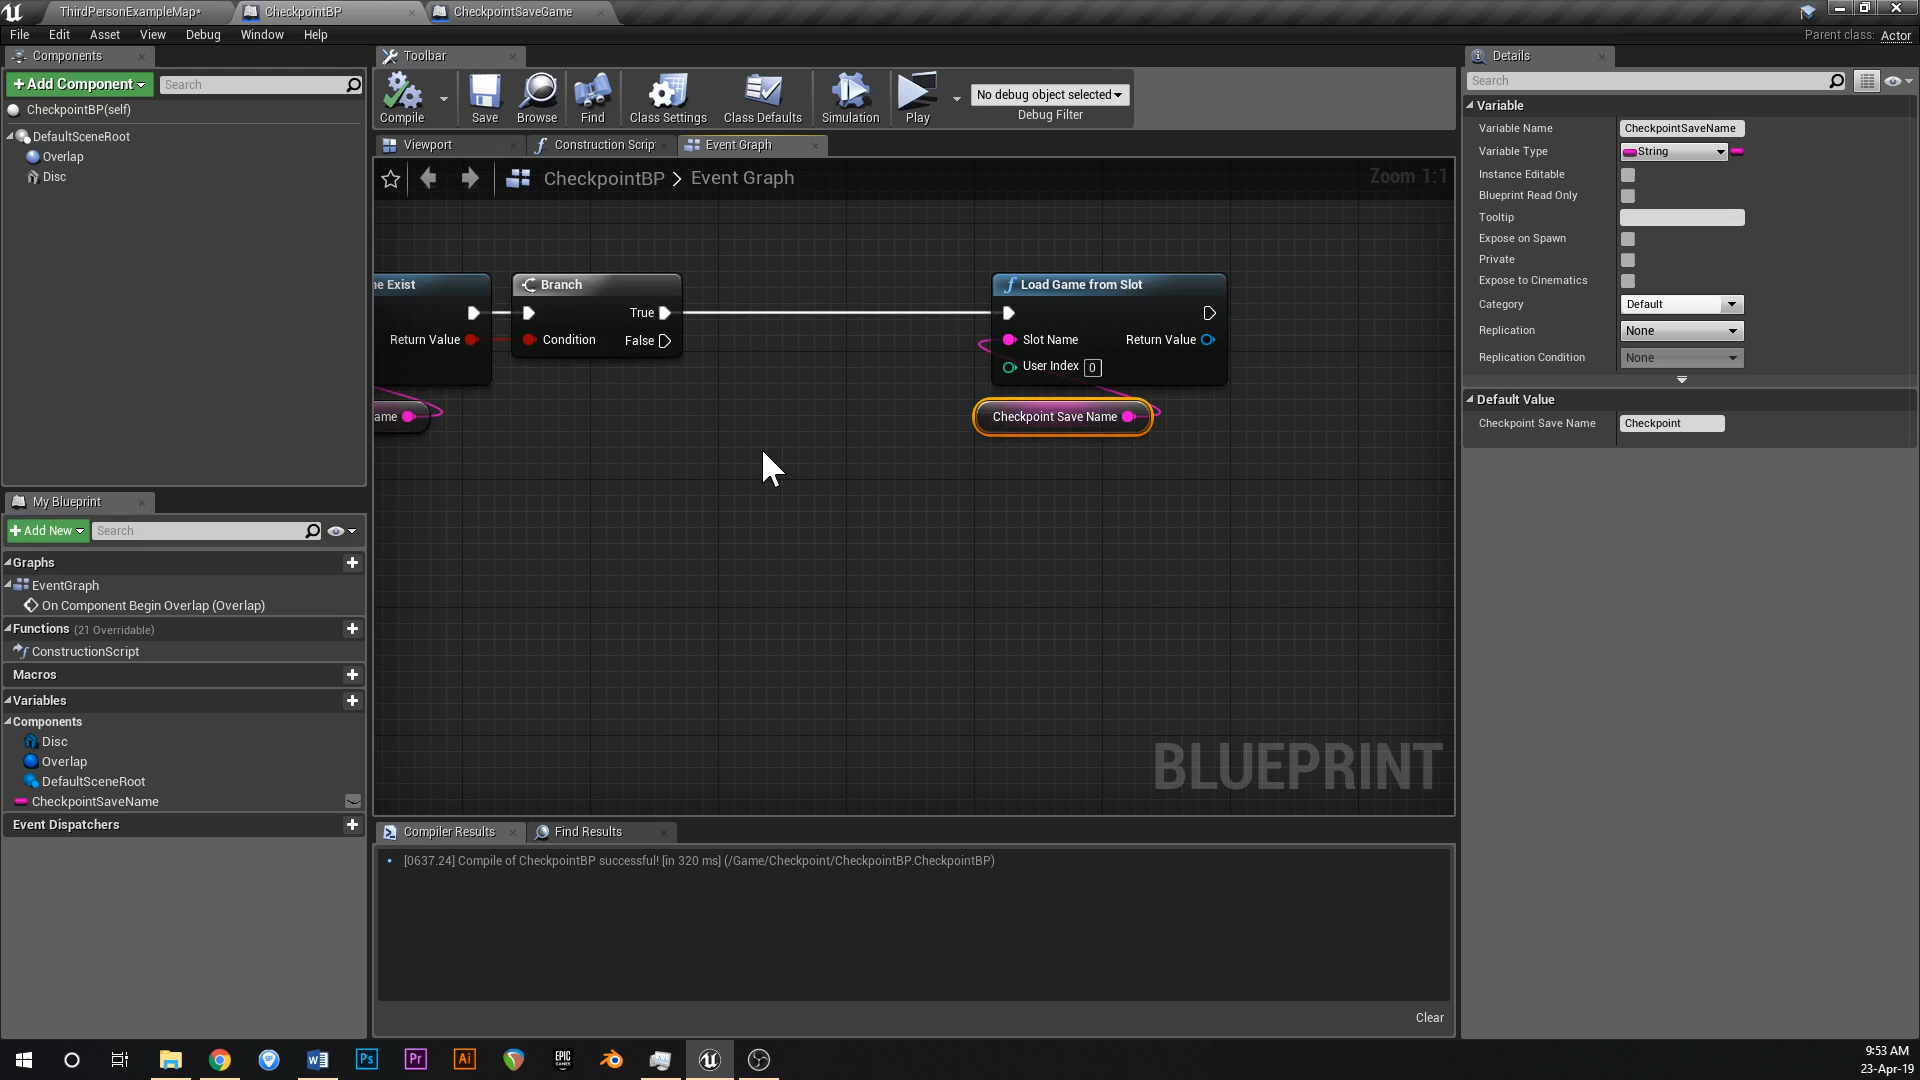 ThirdPersonExampleMap*
CheckpointBP
CheckpointSaveGame
File Edit Asset View Debug Window Help
Parent class: Actor
Components
+ Add Component
Search
CheckpointBP(self)
DefaultSceneRoot
Overlap
Disc
My Blueprint
+ Add New
Search
Graphs
EventGraph
On Component Begin Overlap (Overlap)
Functions (21 Overridable)
ConstructionScript
Macros
Variables
Components
Disc
Overlap
DefaultSceneRoot
CheckpointSaveName
Event Dispatchers
Toolbar
Compile
Save
Browse
Find
Class Settings
Class Defaults
Simulation
Play
No debug object selected
Debug Filter
Viewport
Construction Scrip
Event Graph
CheckpointBP > Event Graph
Zoom 1:1
ne Exist
Return Value
ame
Branch
True
Condition
False
Load Game from Slot
Slot Name
Return Value
User Index 0
Checkpoint Save Name
BLUEPRINT
Compiler Results
Find Results
[0637.24] Compile of CheckpointBP successful! [in 320 ms] (/Game/Checkpoint/CheckpointBP.CheckpointBP)
Clear
Details
Search
Variable
Variable Name CheckpointSaveName
Variable Type String
Instance Editable
Blueprint Read Only
Tooltip
Expose on Spawn
Private
Expose to Cinematics
Category Default
Replication None
Replication Condition None
Default Value
Checkpoint Save Name Checkpoint
Ps
Pr
Ai
EPIC
GAMES
9:53 AM
23-Apr-19